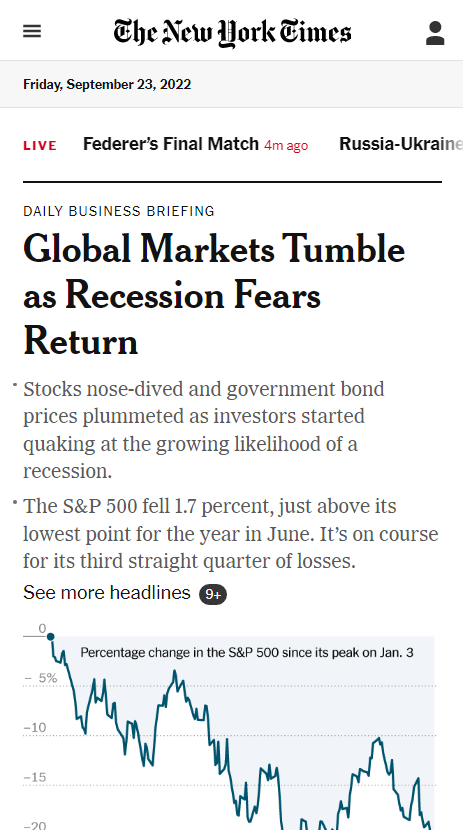 The New York Times
Friday, September 23, 2022
LIVE Federer's Final Match 4m ago Russia-Ukraine
DAILY BUSINESS BRIEFING
Global Markets Tumble
as Recession Fears
Return
• Stocks nose-dived and government bond
prices plummeted as investors started
quaking at the growing likelihood of a
recession.
• The S&P 500 fell 1.7 percent, just above its
lowest point for the year in June. It's on course
for its third straight quarter of losses.
See more headlines 9+
0
Percentage change in the S&P 500 since its peak on Jan. 3
– 5%
–10
–15
–20